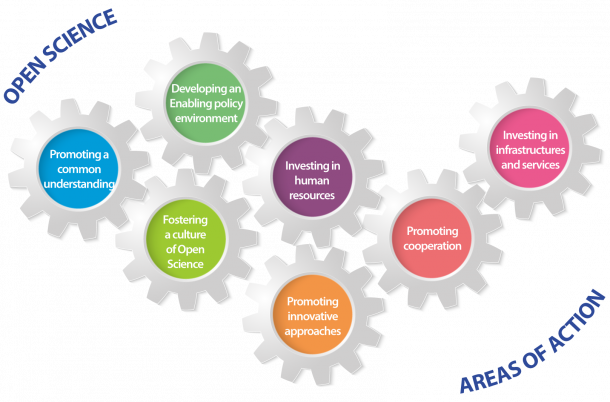 OPEN SCIENCE
Developing an
Enabling policy
environment
Promoting a
common
understanding
Investing in
human
resources
Investing in
infrastructures
and services
Fostering
a culture
of Open
Science
Promoting
cooperation
Promoting
innovative
approaches
AREAS OF ACTION